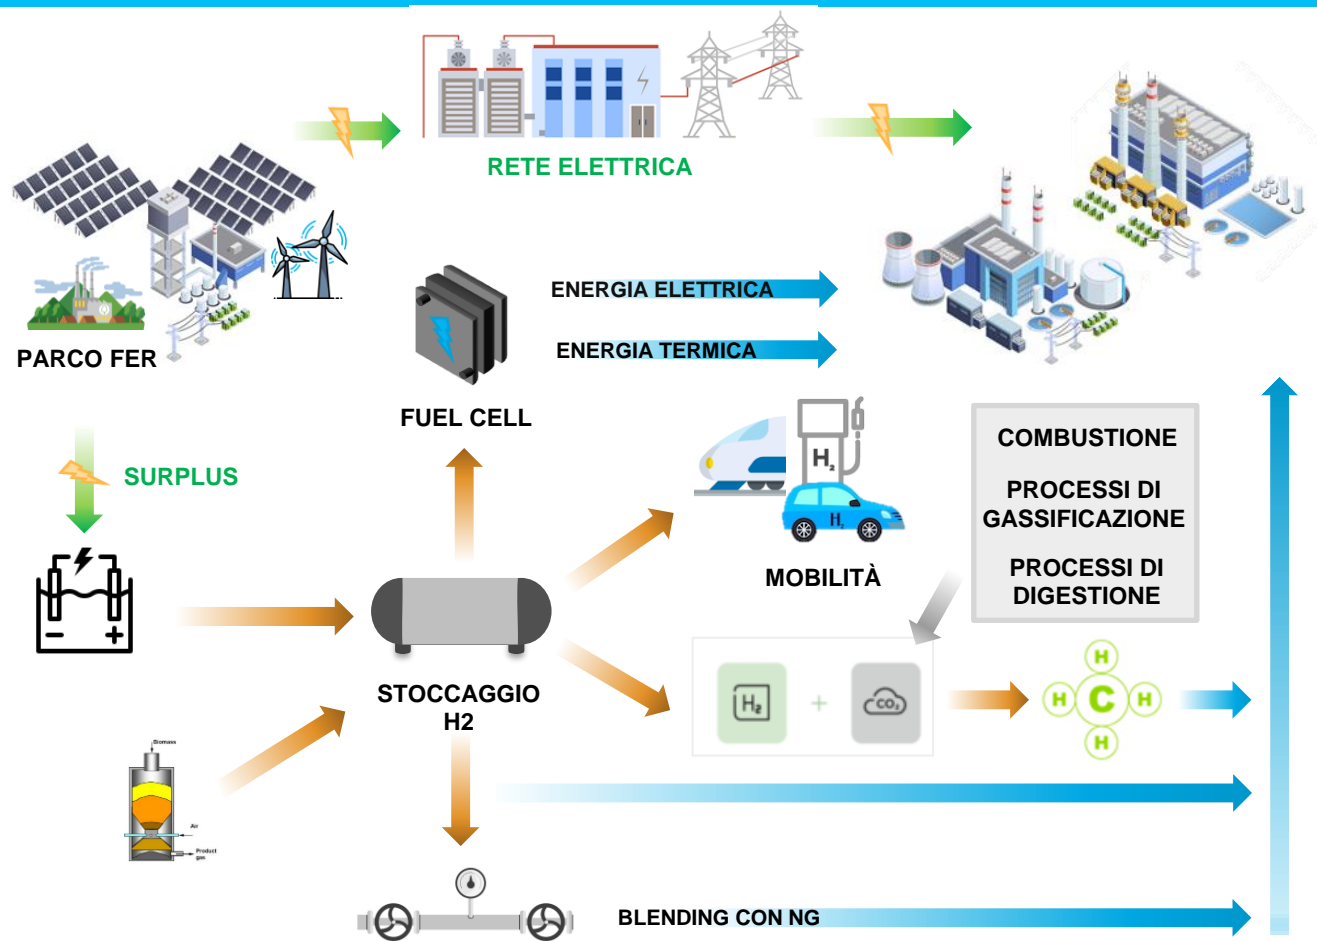 RETE ELETTRICA
PARCO FER
ENERGIA ELETTRICA
ENERGIA TERMICA
FUEL CELL
SURPLUS
H₂
H₂
MOBILITÀ
COMBUSTIONE
PROCESSI DI
GASSIFICAZIONE
PROCESSI DI
DIGESTIONE
- +
STOCCAGGIO
H2
H₂ + CO₂
H
H C H
H
Biomass
Air
Product
gas
BLENDING CON NG